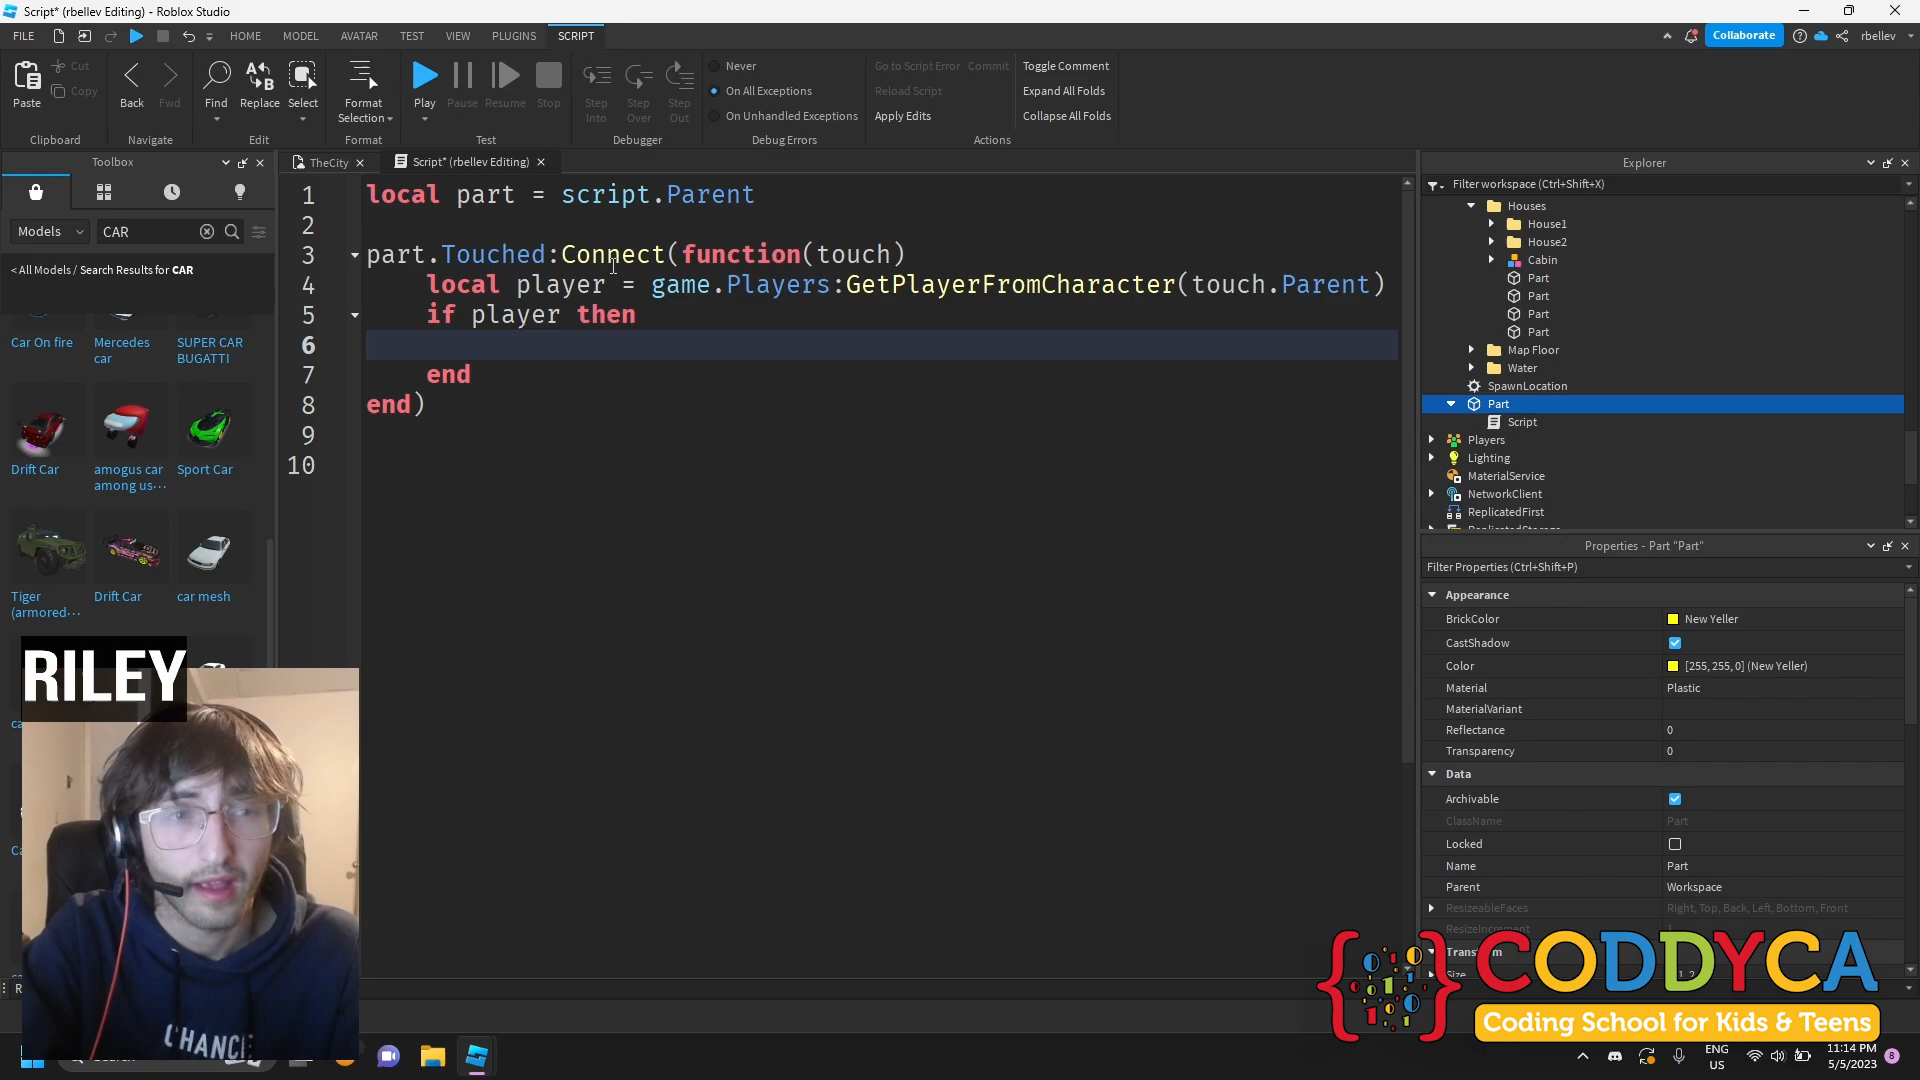 Script* (rbellev Editing) - Roblox Studio
FILE HOME MODEL AVATAR TEST VIEW PLUGINS SCRIPT Collaborate rbellev
Paste Cut Copy Back Fwd Find Replace Select Format Selection Play Pause Resume Stop Step Into Step Over Step Out
Never
On All Exceptions
On Unhandled Exceptions
Go to Script Error Commit
Reload Script
Apply Edits
Toggle Comment
Expand All Folds
Collapse All Folds
Clipboard Navigate Edit Format Test Debugger Debug Errors Actions
Toolbox
Models CAR
< All Models / Search Results for CAR
Car On fire
Mercedes car
SUPER CAR BUGATTI
Drift Car
amogus car among us...
Sport Car
Tiger (armored...
Drift Car
car mesh
TheCity
Script* (rbellev Editing)
1 local part = script.Parent
2
3 part.Touched:Connect(function(touch)
4 local player = game.Players:GetPlayerFromCharacter(touch.Parent)
5 if player then
6
7 end
8 end)
9
10
Explorer
Filter workspace (Ctrl+Shift+X)
Houses
House1
House2
Cabin
Part
Part
Part
Part
Map Floor
Water
SpawnLocation
Part
Script
Players
Lighting
MaterialService
NetworkClient
ReplicatedFirst
Properties - Part "Part"
Filter Properties (Ctrl+Shift+P)
Appearance
BrickColor New Yeller
CastShadow
Color [255, 255, 0] (New Yeller)
Material Plastic
MaterialVariant
Reflectance 0
Transparency 0
Data
Archivable
ClassName Part
Locked
Name Part
Parent Workspace
ResizeableFaces Right, Top, Back, Left, Bottom, Front
ResizeIncrement
Transform
Size
RILEY
CHANCE
CODDYCA
Coding School for Kids & Teens
ENG
US
11:14 PM
5/5/2023
8